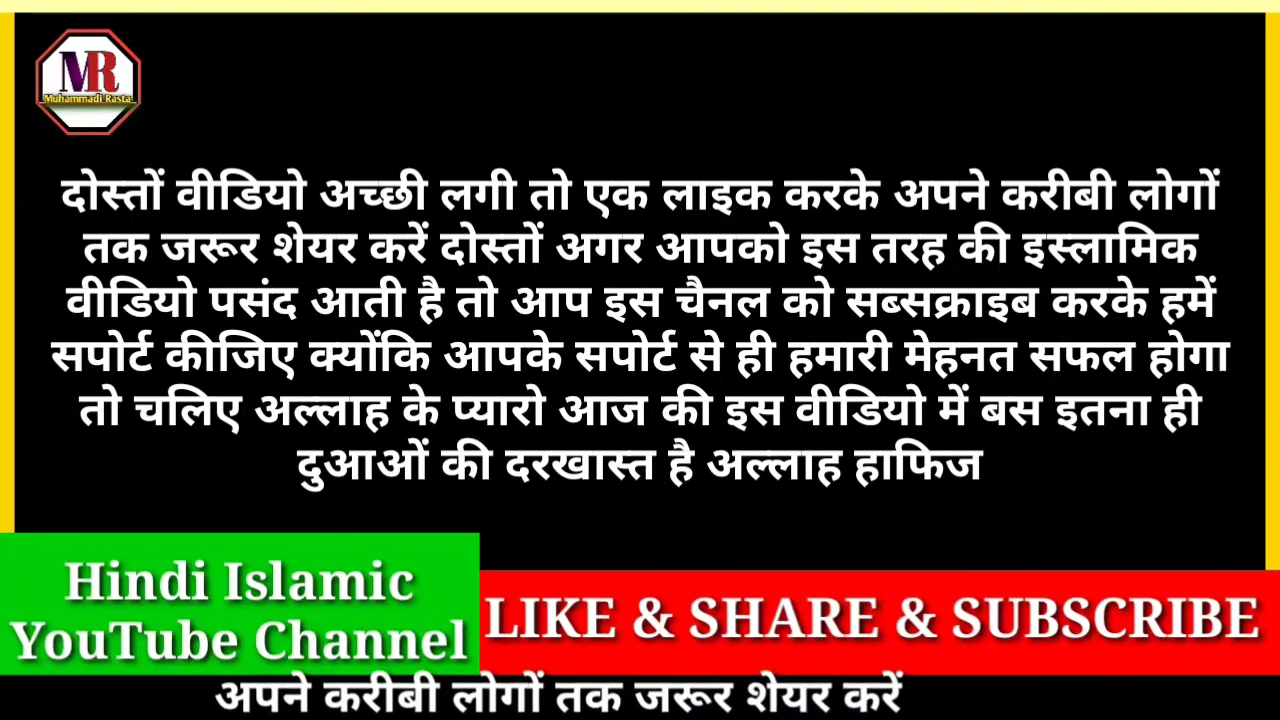 MR
Muhammadi Rasta
दोस्तों वीडियो अच्छी लगी तो एक लाइक करके अपने करीबी लोगों
तक जरूर शेयर करें दोस्तों अगर आपको इस तरह की इस्लामिक
वीडियो पसंद आती है तो आप इस चैनल को सब्सक्राइब करके हमें
सपोर्ट कीजिए क्योंकि आपके सपोर्ट से ही हमारी मेहनत सफल होगा
तो चलिए अल्लाह के प्यारो आज की इस वीडियो में बस इतना ही
दुआओं की दरखास्त है अल्लाह हाफिज
Hindi Islamic
YouTube Channel
LIKE & SHARE & SUBSCRIBE
अपने करीबी लोगों तक जरूर शेयर करें